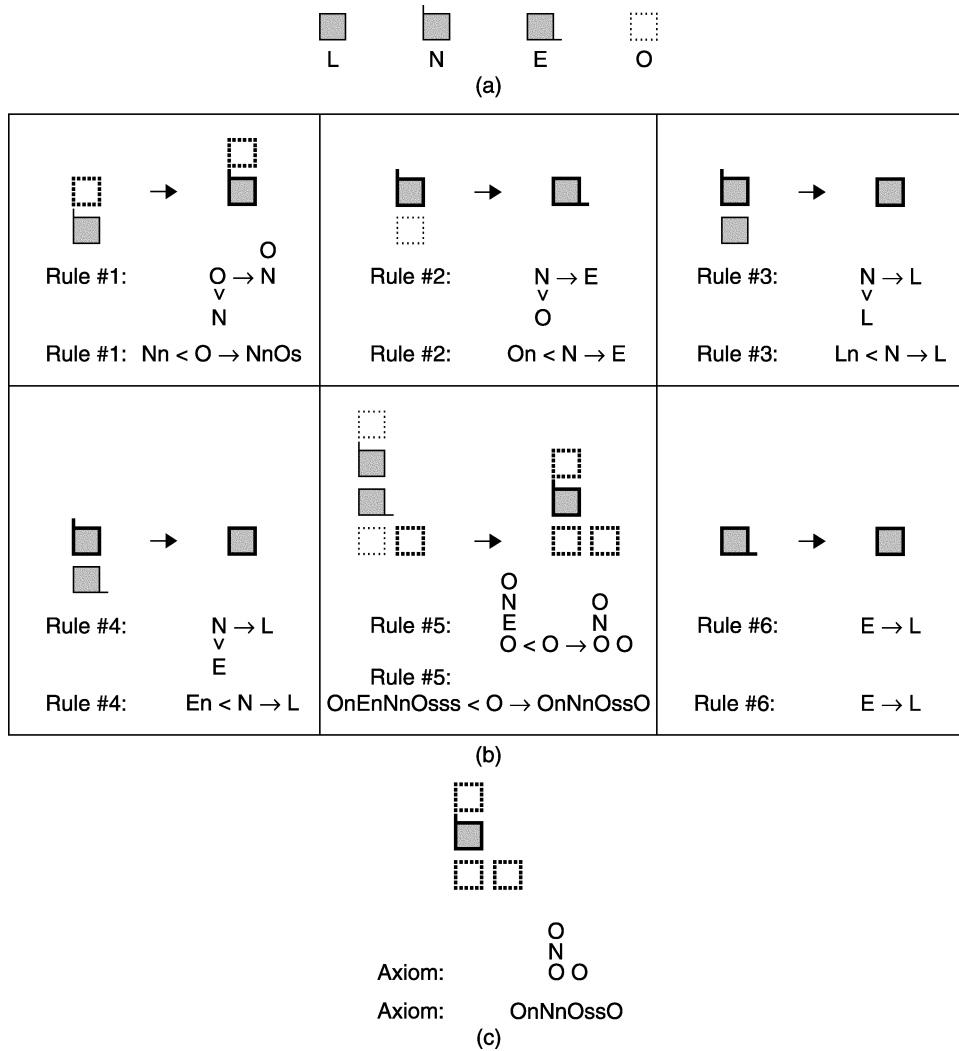 L N E O
(a)
O
Rule #1: O → N
v
N
Rule #1: Nn < O → NnOs
Rule #2: N → E
v
O
Rule #2: On < N → E
Rule #3: N → L
v
L
Rule #3: Ln < N → L
Rule #4: N → L
v
E
Rule #4: En < N → L
O
N O
Rule #5: E N
O < O → O O
Rule #5:
OnEnNnOsss < O → OnNnOssO
Rule #6: E → L
Rule #6: E → L
(b)
O
N
Axiom: O O
Axiom: OnNnOssO
(c)